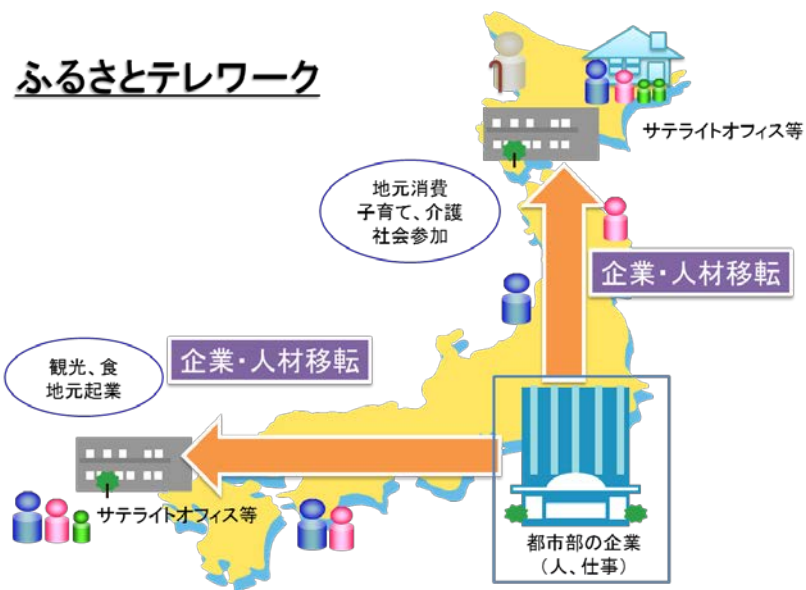 ふるさとテレワーク
サテライトオフィス等
地元消費
子育て、介護
社会参加
企業・人材移転
企業・人材移転
観光、食
地元起業
サテライトオフィス等
都市部の企業
（人、仕事）